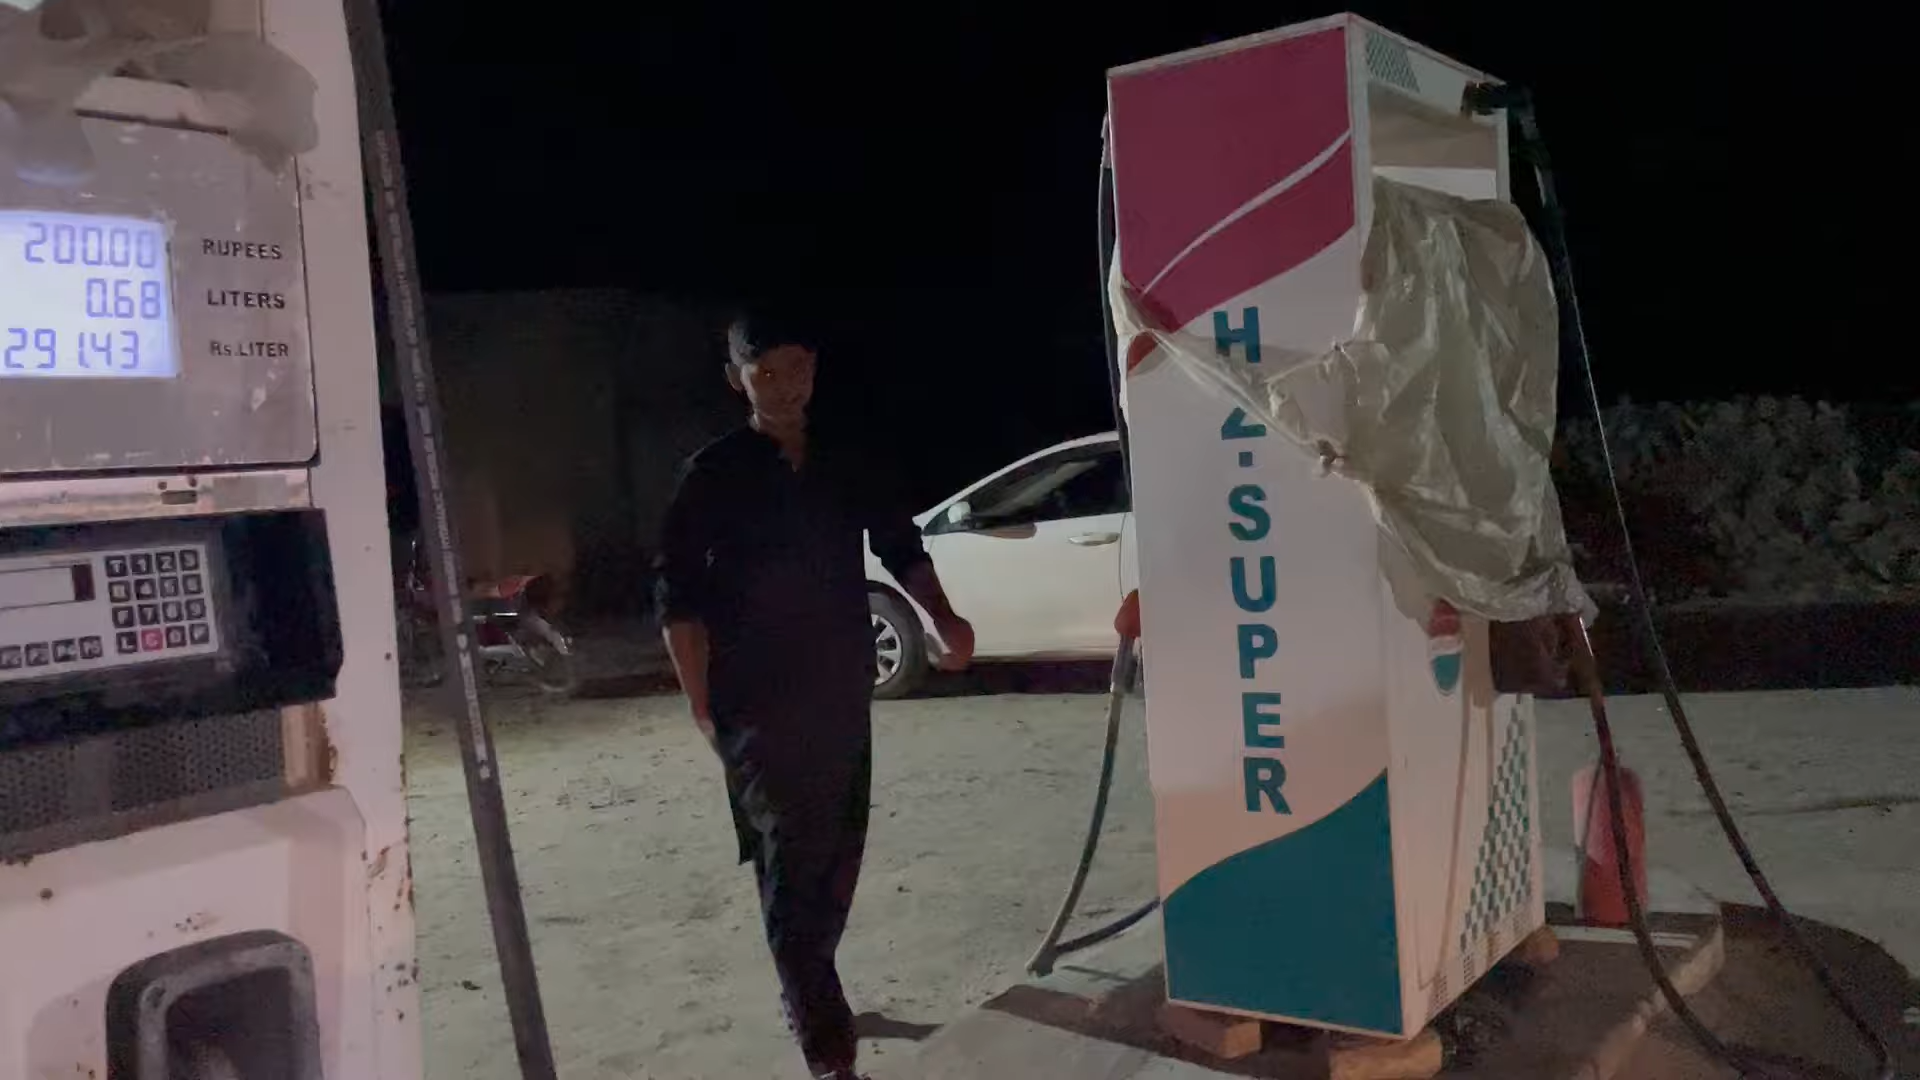 200.00 RUPEES
0.68 LITERS
291.43 Rs.LITER
T 1 2 3
4 5 6
7 8 9
L C 0 P
H
SUPER